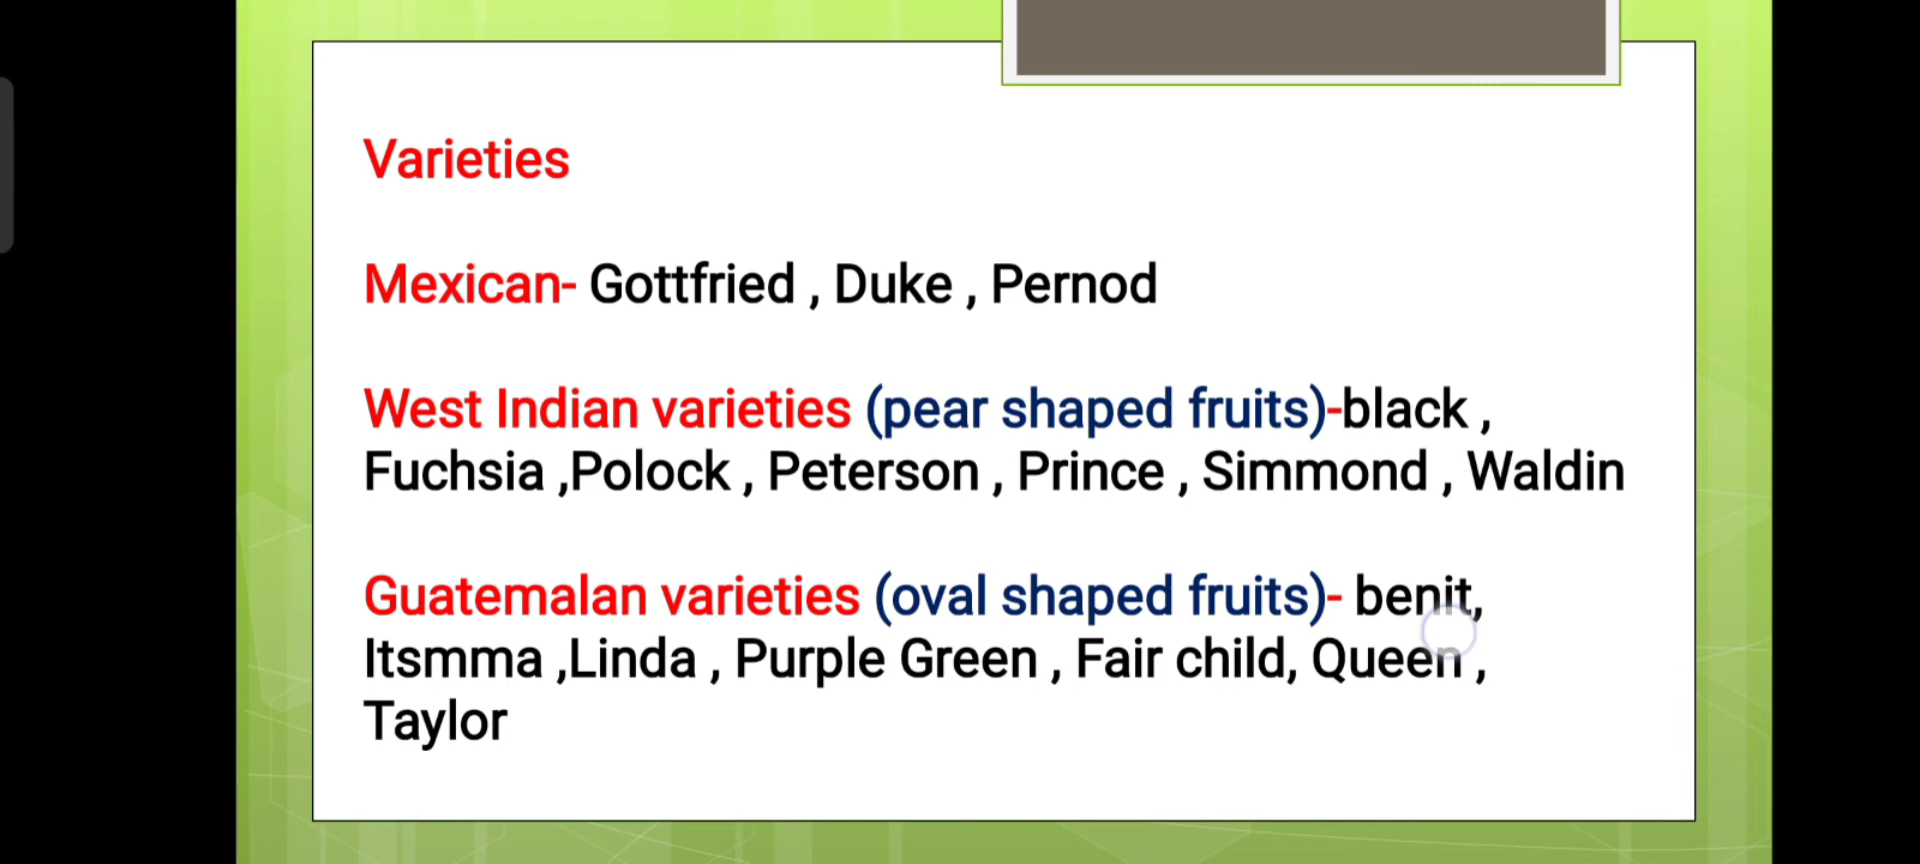 Varieties
Mexican- Gottfried , Duke , Pernod
West Indian varieties (pear shaped fruits)-black ,
Fuchsia ,Polock , Peterson , Prince , Simmond , Waldin
Guatemalan varieties (oval shaped fruits)- benit,
Itsmma ,Linda , Purple Green , Fair child, Queen ,
Taylor